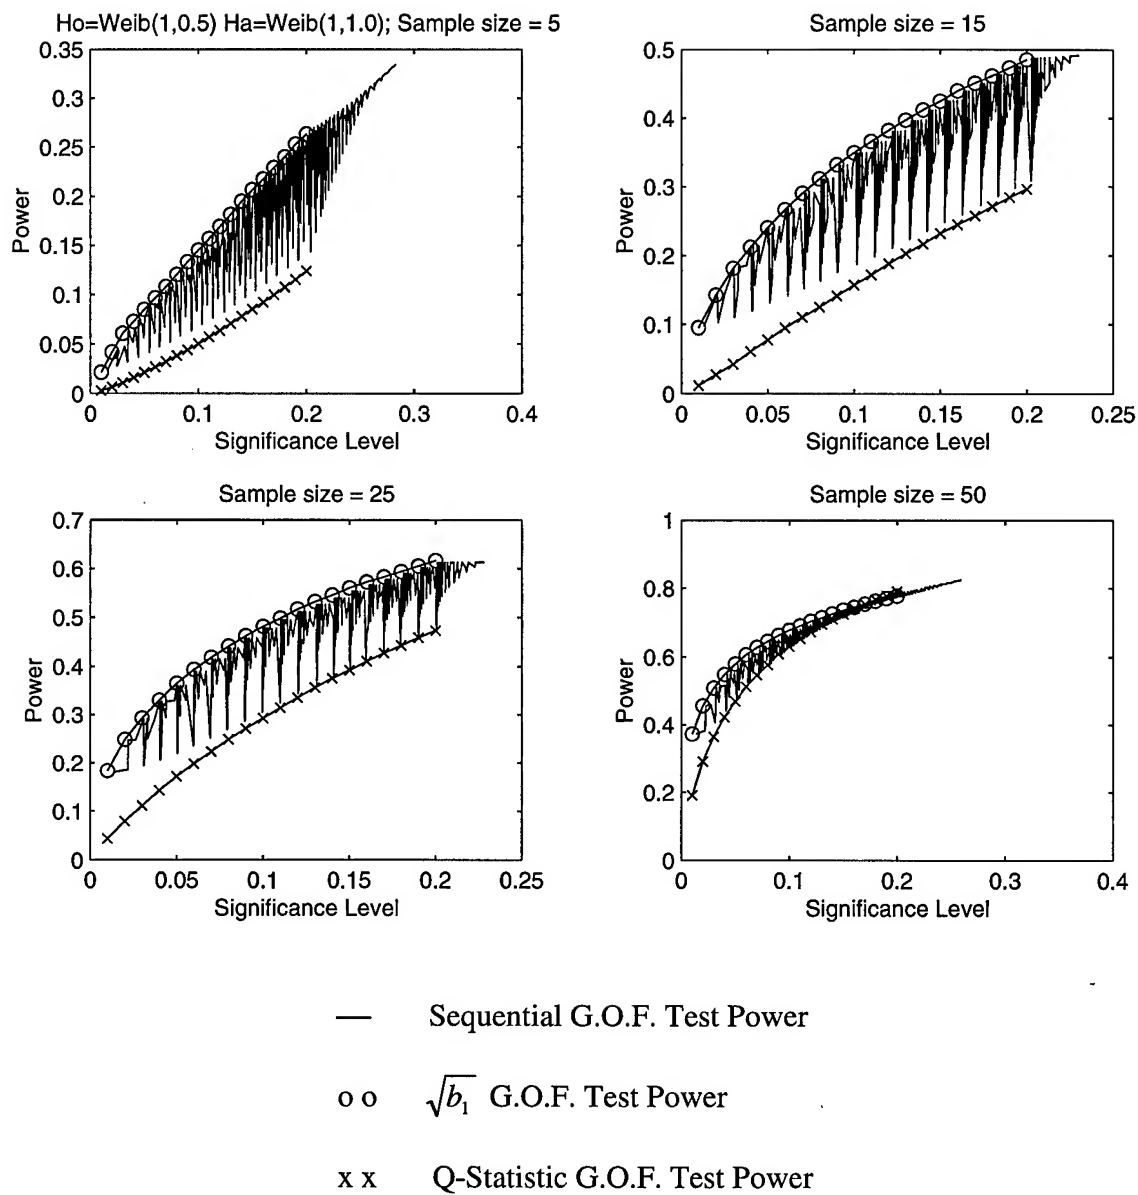 Ho=Weib(1,0.5) Ha=Weib(1,1.0); Sample size = 5
0.35
0.3
0.25
0.2
0.15
0.1
0.05
0
Power
0 0.1 0.2 0.3 0.4
Significance Level
Sample size = 15
0.5
0.4
0.3
0.2
0.1
0
Power
0 0.05 0.1 0.15 0.2 0.25
Significance Level
Sample size = 25
0.7
0.6
0.5
0.4
0.3
0.2
0.1
0
Power
0 0.05 0.1 0.15 0.2 0.25
Significance Level
Sample size = 50
1
0.8
0.6
0.4
0.2
0
Power
0 0.1 0.2 0.3 0.4
Significance Level
— Sequential G.O.F. Test Power
o o √b₁ G.O.F. Test Power
x x Q-Statistic G.O.F. Test Power